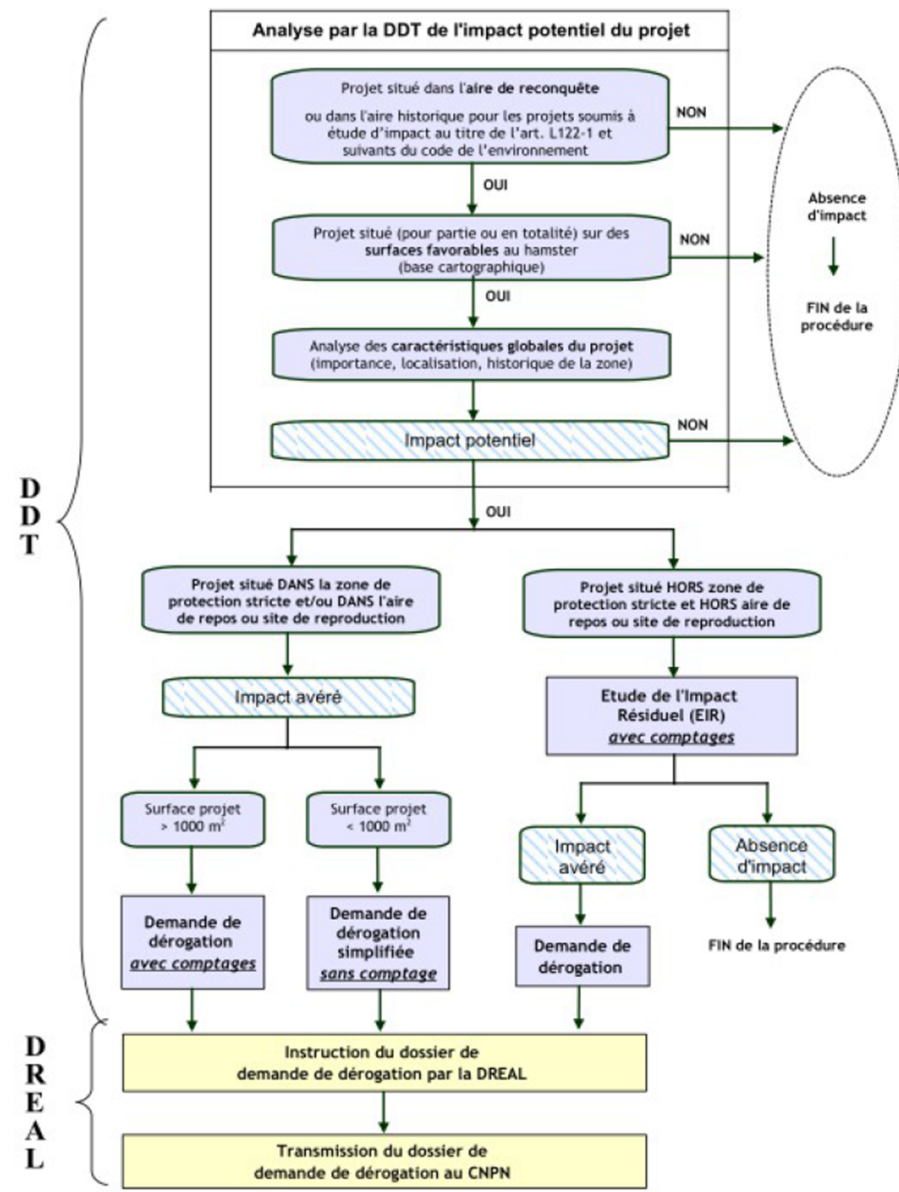 Analyse par la DDT de l'impact potentiel du projet
Projet situé dans l'aire de reconquête
ou dans l'aire historique pour les projets soumis à
étude d'impact au titre de l'art. L122-1 et
suivants du code de l'environnement
NON
OUI
Projet situé (pour partie ou en totalité) sur des
surfaces favorables au hamster
(base cartographique)
NON
OUI
Analyse des caractéristiques globales du projet
(importance, localisation, historique de la zone)
Impact potentiel
NON
OUI
Absence
d'impact
FIN de la
procédure
D
D
T
Projet situé DANS la zone de
protection stricte et/ou DANS l'aire
de repos ou site de reproduction
Impact avéré
Surface projet
> 1000 m²
Surface projet
< 1000 m²
Demande de
dérogation
avec comptages
Demande de
dérogation
simplifiée
sans comptage
Projet situé HORS zone de
protection stricte et HORS aire de
repos ou site de reproduction
Etude de l'Impact
Résiduel (EIR)
avec comptages
Impact
avéré
Absence
d'impact
Demande de
dérogation
FIN de la procédure
D
R
E
A
L
Instruction du dossier de
demande de dérogation par la DREAL
Transmission du dossier de
demande de dérogation au CNPN